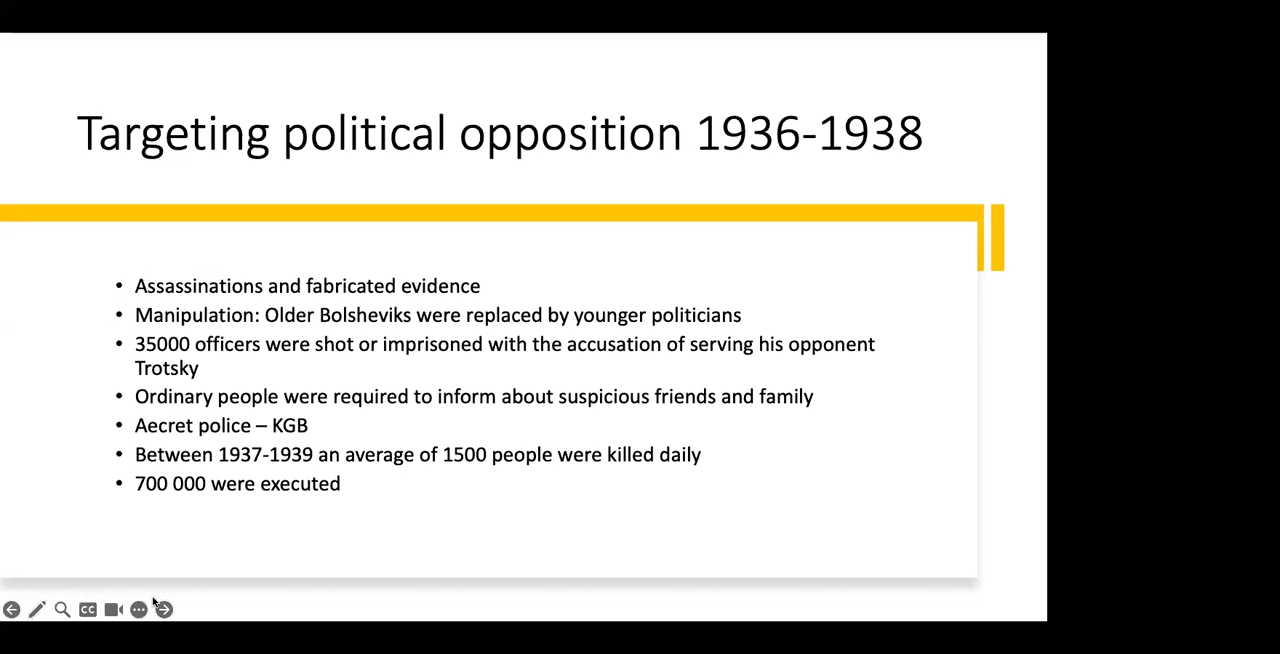 Targeting political opposition 1936-1938
• Assassinations and fabricated evidence
• Manipulation: Older Bolsheviks were replaced by younger politicians
• 35000 officers were shot or imprisoned with the accusation of serving his opponent
Trotsky
• Ordinary people were required to inform about suspicious friends and family
• Aecret police – KGB
• Between 1937-1939 an average of 1500 people were killed daily
• 700 000 were executed
CC